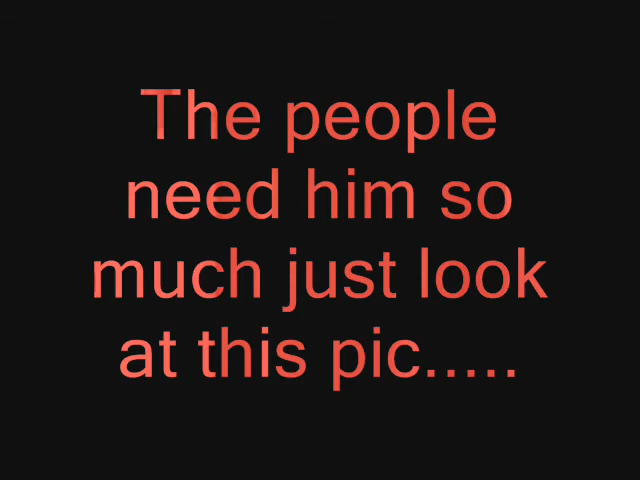 The people
need him so
much just look
at this pic.....